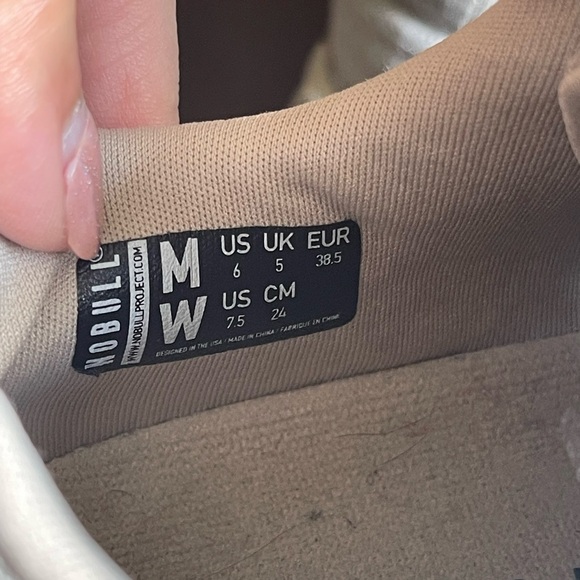 NOBULL®
WWW.NOBULLPROJECT.COM
M US UK EUR
6 5 38.5
W US CM
7.5 24
DESIGNED IN THE USA / MADE IN CHINA / FABRIQUÉ EN CHINE